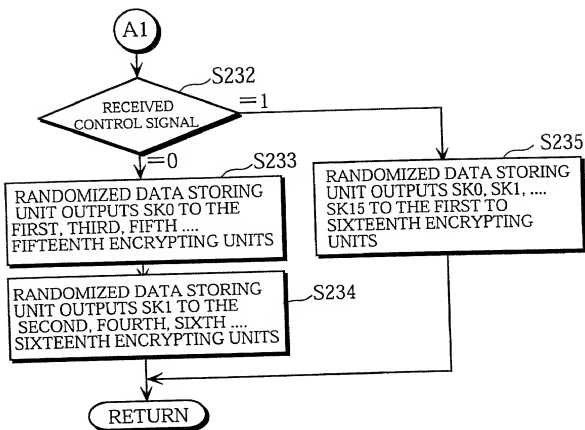 A1
S232
RECEIVED
CONTROL SIGNAL
=1
=0
S233
RANDOMIZED DATA STORING
UNIT OUTPUTS SK0 TO THE
FIRST, THIRD, FIFTH ....
FIFTEENTH ENCRYPTING UNITS
S235
RANDOMIZED DATA STORING
UNIT OUTPUTS SK0, SK1, ....
SK15 TO THE FIRST TO
SIXTEENTH ENCRYPTING
UNITS
RANDOMIZED DATA STORING
UNIT OUTPUTS SK1 TO THE
SECOND, FOURTH, SIXTH ....
SIXTEENTH ENCRYPTING UNITS
S234
RETURN